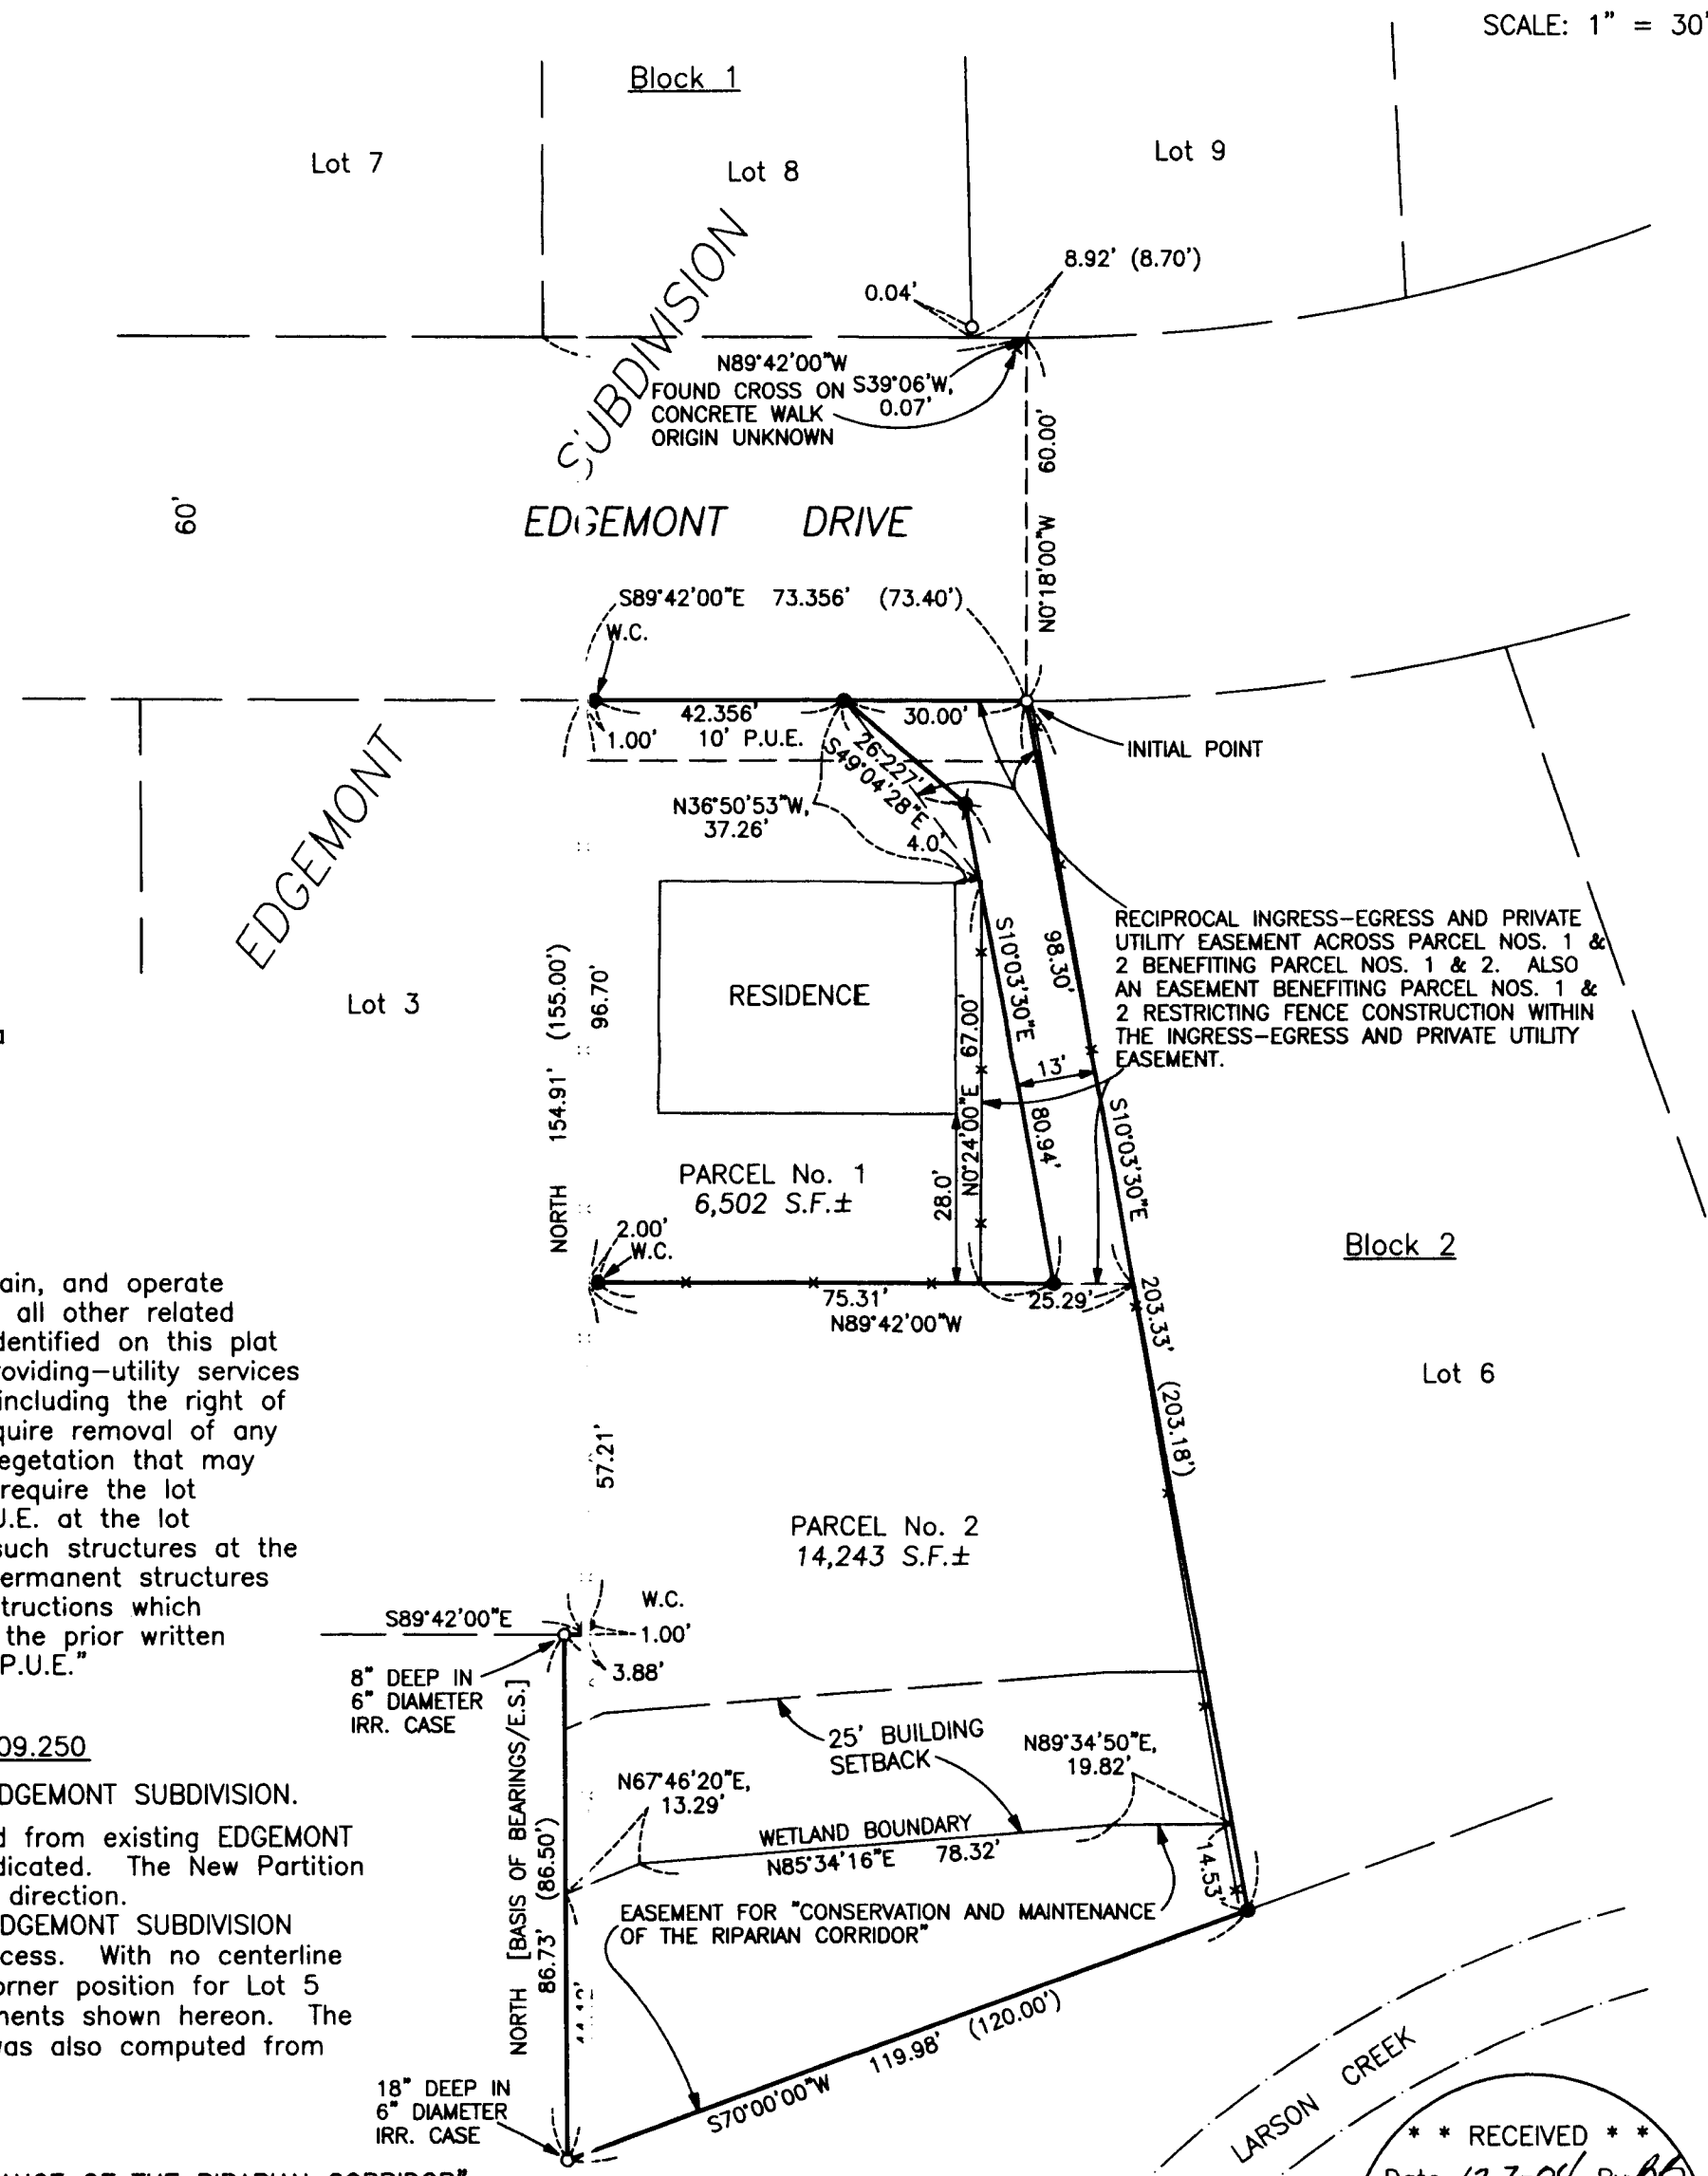 SCALE: 1" = 30'
Block 1
Lot 7
Lot 8
Lot 9
SUBDIVISION
8.92' (8.70')
0.04'
N89°42'00"W
FOUND CROSS ON
CONCRETE WALK
ORIGIN UNKNOWN
S39°06'W,
0.07'
60.00'
N0°18'00"W
60'
EDGEMONT DRIVE
S89°42'00"E 73.356' (73.40')
W.C.
42.356'
30.00'
1.00'
10' P.U.E.
INITIAL POINT
26.227'
S49°04'28"E
N36°50'53"W,
37.26'
4.0'
EDGEMONT
Lot 3
RESIDENCE
RECIPROCAL INGRESS-EGRESS AND PRIVATE
UTILITY EASEMENT ACROSS PARCEL NOS. 1 &
2 BENEFITING PARCEL NOS. 1 & 2. ALSO
AN EASEMENT BENEFITING PARCEL NOS. 1 &
2 RESTRICTING FENCE CONSTRUCTION WITHIN
THE INGRESS-EGRESS AND PRIVATE UTILITY
EASEMENT.
NORTH 154.91' (155.00')
96.70'
S10°03'30"E
80.94'
98.30'
13'
N0°24'00"E 67.00'
28.0'
S10°03'30"E
203.33' (203.18')
PARCEL No. 1
6,502 S.F.±
2.00'
W.C.
75.31'
N89°42'00"W
25.29'
Block 2
Lot 6
57.21'
PARCEL No. 2
14,243 S.F.±
ain, and operate
all other related
dentified on this plat
roviding-utility services
including the right of
quire removal of any
egetation that may
require the lot
U.E. at the lot
such structures at the
ermanent structures
tructions which
the prior written
P.U.E."
S89°42'00"E
W.C.
1.00'
3.88'
8" DEEP IN
6" DIAMETER
IRR. CASE
25' BUILDING
SETBACK
N89°34'50"E,
19.82'
N67°46'20"E,
13.29'
WETLAND BOUNDARY
N85°34'16"E 78.32'
14.53'
EASEMENT FOR "CONSERVATION AND MAINTENANCE
OF THE RIPARIAN CORRIDOR"
NORTH [BASIS OF BEARINGS/E.S.]
86.73' (86.50')
09.250
DGEMONT SUBDIVISION.
d from existing EDGEMONT
dicated. The New Partition
direction.
DGEMONT SUBDIVISION
cess. With no centerline
orner position for Lot 5
nents shown hereon. The
was also computed from
S70°00'00"W 119.98' (120.00')
18" DEEP IN
6" DIAMETER
IRR. CASE
LARSON CREEK
* * RECEIVED * *
Date By
ANCE OF THE RIPARIAN CORRIDOR"